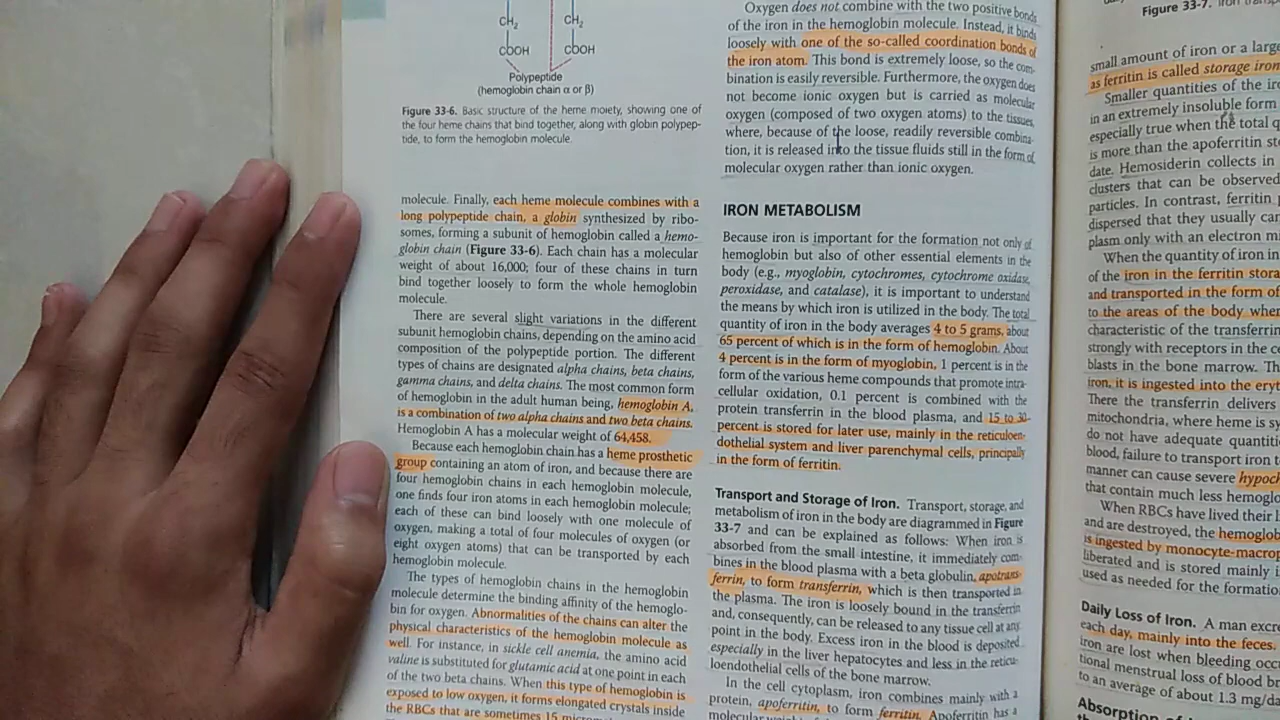 CH2 CH2
COOH COOH
Polypeptide
(hemoglobin chain α or β)
Figure 33-6. Basic structure of the heme moiety, showing one of
the four heme chains that bind together, along with globin polypep-
tide, to form the hemoglobin molecule.
molecule. Finally, each heme molecule combines with a
long polypeptide chain, a globin synthesized by ribo-
somes, forming a subunit of hemoglobin called a hemo-
globin chain (Figure 33-6). Each chain has a molecular
weight of about 16,000; four of these chains in turn
bind together loosely to form the whole hemoglobin
molecule.
There are several slight variations in the different
subunit hemoglobin chains, depending on the amino acid
composition of the polypeptide portion. The different
types of chains are designated alpha chains, beta chains,
gamma chains, and delta chains. The most common form
of hemoglobin in the adult human being, hemoglobin A,
is a combination of two alpha chains and two beta chains.
Hemoglobin A has a molecular weight of 64,458.
Because each hemoglobin chain has a heme prosthetic
group containing an atom of iron, and because there are
four hemoglobin chains in each hemoglobin molecule,
one finds four iron atoms in each hemoglobin molecule;
each of these can bind loosely with one molecule of
oxygen, making a total of four molecules of oxygen (or
eight oxygen atoms) that can be transported by each
hemoglobin molecule.
The types of hemoglobin chains in the hemoglobin
molecule determine the binding affinity of the hemoglo-
bin for oxygen. Abnormalities of the chains can alter the
physical characteristics of the hemoglobin molecule as
well. For instance, in sickle cell anemia, the amino acid
valine is substituted for glutamic acid at one point in each
of the two beta chains. When this type of hemoglobin is
exposed to low oxygen, it forms elongated crystals inside
the RBCs that are sometimes 15
Oxygen does not combine with the two positive bonds
of the iron in the hemoglobin molecule. Instead, it binds
loosely with one of the so-called coordination bonds of
the iron atom. This bond is extremely loose, so the com-
bination is easily reversible. Furthermore, the oxygen does
not become ionic oxygen but is carried as molecular
oxygen (composed of two oxygen atoms) to the tissues,
where, because of the loose, readily reversible combina-
tion, it is released into the tissue fluids still in the form of
molecular oxygen rather than ionic oxygen.
IRON METABOLISM
Because iron is important for the formation not only of
hemoglobin but also of other essential elements in the
body (e.g., myoglobin, cytochromes, cytochrome oxidase,
peroxidase, and catalase), it is important to understand
the means by which iron is utilized in the body. The total
quantity of iron in the body averages 4 to 5 grams, about
65 percent of which is in the form of hemoglobin. About
4 percent is in the form of myoglobin, 1 percent is in the
form of the various heme compounds that promote intra-
cellular oxidation, 0.1 percent is combined with the
protein transferrin in the blood plasma, and 15 to 30
percent is stored for later use, mainly in the reticuloen-
dothelial system and liver parenchymal cells, principally
in the form of ferritin.
Transport and Storage of Iron. Transport, storage, and
metabolism of iron in the body are diagrammed in Figure
33-7 and can be explained as follows: When iron is
absorbed from the small intestine, it immediately com-
bines in the blood plasma with a beta globulin, apotrans-
ferrin, to form transferrin, which is then transported in
the plasma. The iron is loosely bound in the transferrin
and, consequently, can be released to any tissue cell at any
point in the body. Excess iron in the blood is deposited
especially in the liver hepatocytes and less in the reticu-
loendothelial cells of the bone marrow.
In the cell cytoplasm, iron combines mainly with a
protein, apoferritin, to form ferritin. Apoferritin has a
Figure 33-7. Iron
small amount of iron or a large
as ferritin is called storage iron
Smaller quantities of the
in an extremely insoluble form
especially true when the total
is more than the apoferritin
date. Hemosiderin collects in
clusters that can be observed
particles. In contrast, ferritin
dispersed that they usually
plasma only with an electron
When the quantity of iron in
of the iron in the ferritin
and transported in the form of
to the areas of the body
characteristic of the
strongly with receptors in the
blasts in the bone marrow.
iron, it is ingested into the
There the transferrin delivers
mitochondria, where heme is
do not have adequate
blood, failure to transport iron
manner can cause severe
that contain much less
When RBCs have lived their
and are destroyed, the
is ingested by
liberated and is stored mainly
used as needed for the
Daily Loss of Iron. A man
each day, mainly into the feces.
iron are lost when bleeding
tional menstrual loss of blood
to an average of about 1.3
Absorption